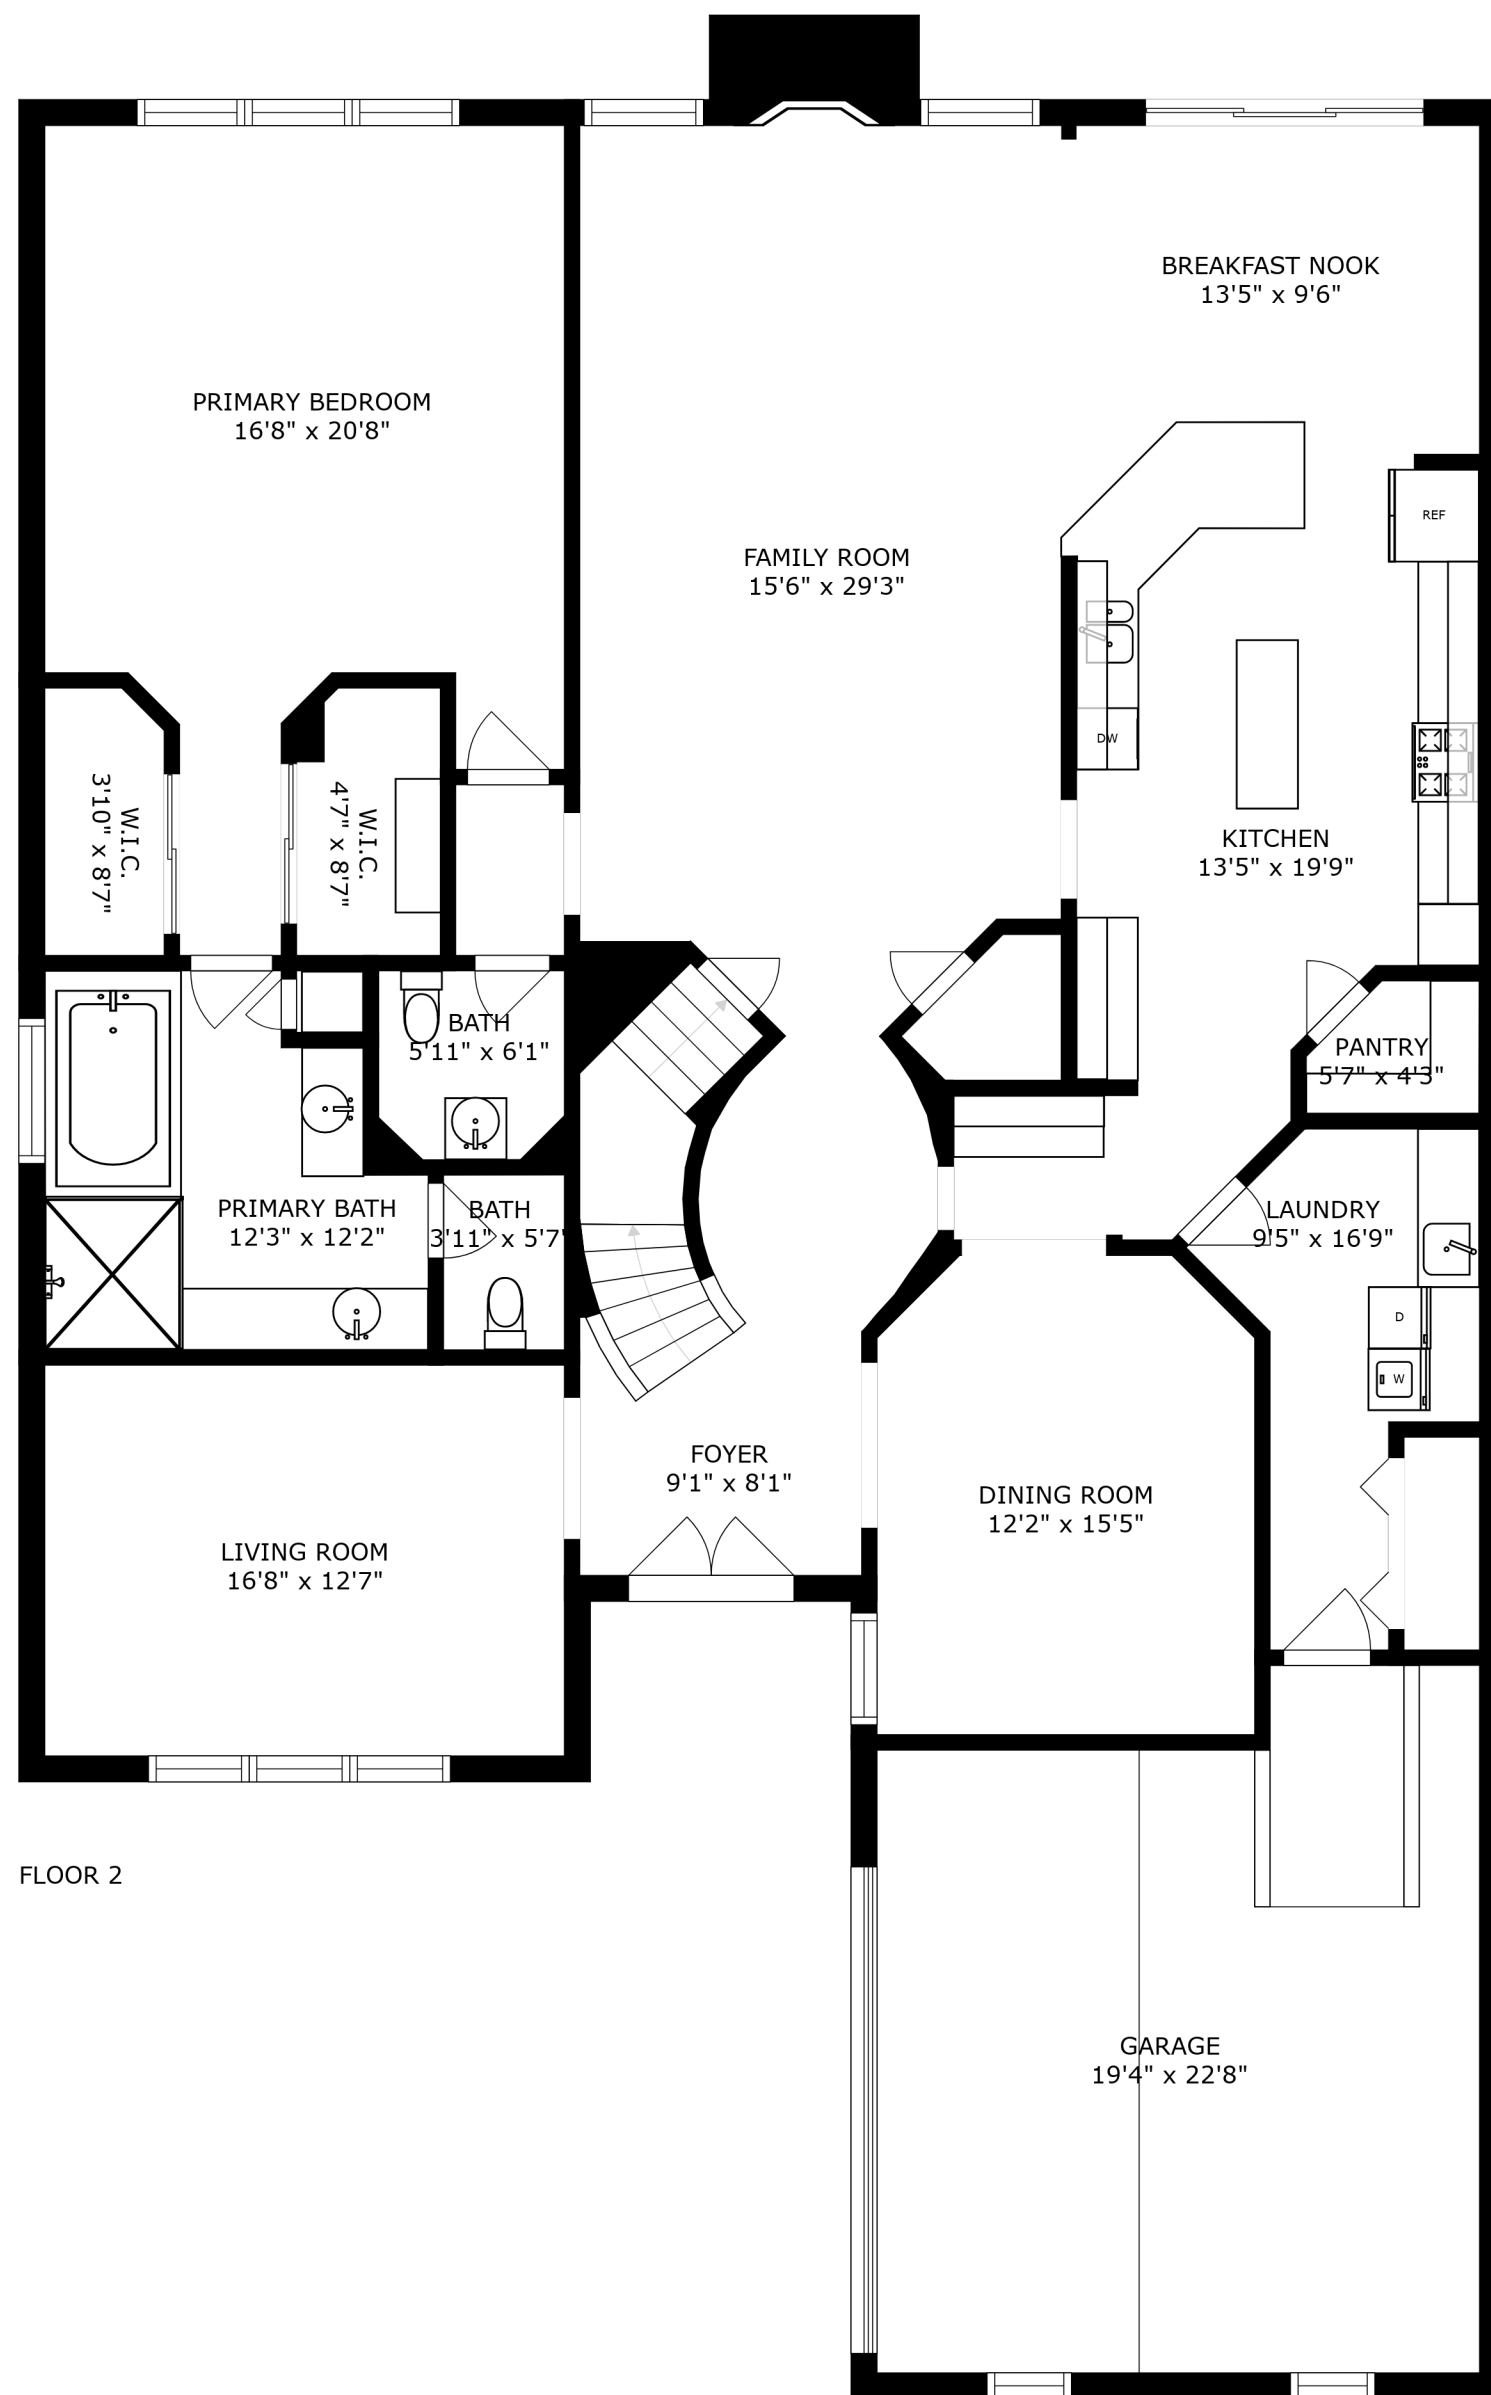 BREAKFAST NOOK
13'5" x 9'6"
PRIMARY BEDROOM
16'8" x 20'8"
REF
FAMILY ROOM
15'6" x 29'3"
DW
W.I.C.
3'10" x 8'7"
W.I.C.
4'7" x 8'7"
KITCHEN
13'5" x 19'9"
BATH
5'11" x 6'1"
PANTRY
5'7" x 4'3"
PRIMARY BATH
12'3" x 12'2"
BATH
3'11" x 5'7"
LAUNDRY
9'5" x 16'9"
D
W
FOYER
9'1" x 8'1"
DINING ROOM
12'2" x 15'5"
LIVING ROOM
16'8" x 12'7"
FLOOR 2
GARAGE
19'4" x 22'8"